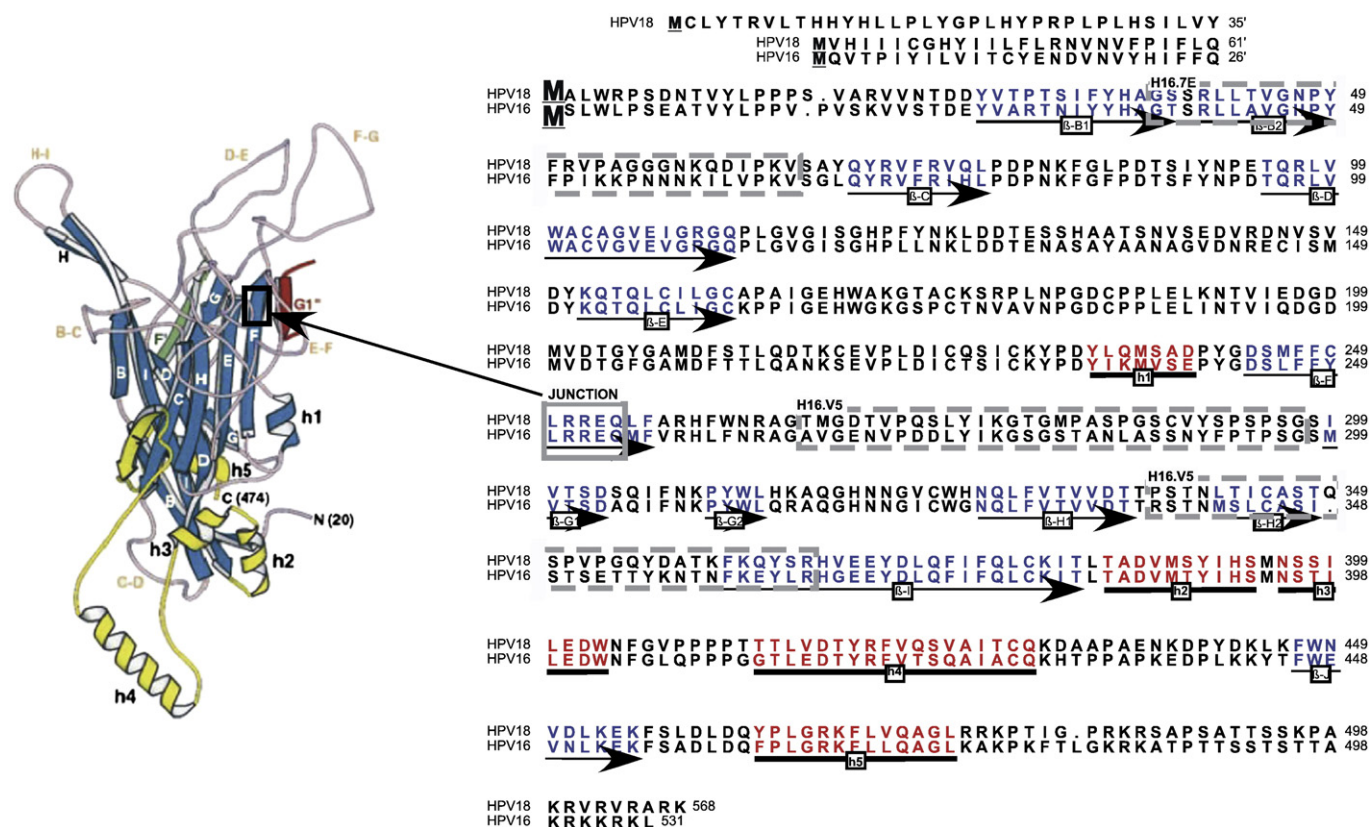 H-I
D-E
F-G
H
B-C
F
G
F
G1"
E-F
B
I
D
H
E
C
h1
G
D
h5
C (474)
N (20)
h3
h2
C-D
h4
HPV18 MCLYTRVLTHHYHLLPLYGPLHYPRPLPLHSILVY 35'
HPV18 MVHIIICGHYIILFLRNVNVFPIFLQ 61'
HPV16 MQVTPIYILVITCYENDVNVYHIFFQ 26'
H16.7E
HPV18 MALWRPSDNTVYLPPPS.VARVVNTDDYVTPTSIFYHAGSSRLLTVGNPY 49
HPV16 MSLWLPSEATVYLPPV.PVSKVVSTDEYVARTNIYYHAGTSRLLAVGNPY 49
ß-B1 ß-B2
HPV18 FRVPAGGGNKQDIPKVSAYQYRVFRVQLPDPNKFGLPDTSIYNPETQRLV 99
HPV16 FPIKKPNNNKILVPKVSGLQYRVFRIHLPDPNKFGFPDTSFYNPDTQRLV 99
ß-C ß-D
HPV18 WACAGVEIGRGQPLGVGISGHPFYNKLDDTESSHAATSNVSEDVRDNVSV 149
HPV16 WACVGVEVGRGQPLGVGISGHPLLNKLDDTENASAYAANAGVDNRECISM 149
HPV18 DYKQTQLCILGCAPAIGEHWAKGTACKSRPLNPGDCPPLELKNTVIEDGD 199
HPV16 DYKQTQLCLIGCKPPIGEHWGKGSPCTNVAVNPGDCPPLELINTVIQDGD 199
ß-E
HPV18 MVDTGYGAMDFSTLQDTKCEVPLDICQSICKYPDYLQMSADPYGDSMFFC 249
HPV16 MVDTGFGAMDFTTLQANKSEVPLDICTSICKYPDYIKMVSEPYGDSLFFY 249
h1 ß-F
JUNCTION
H16.V5
HPV18 LRREQLFARHFWNRAGTMGDTVPQSLYIKGTGMPASPGSCVYSPSPSGSI 299
HPV16 LRREQMFVRHLFNRAGAVGENVPDDLYIKGSGSTANLASSNYFPTPSGSM 299
H16.V5
HPV18 VTSDSQIFNKPYWLHKAQGHNNGVCWHNQLFVTVVDTTPSTNLTICASTQ 349
HPV16 VTSDSQIFNKPYWLQRAQGHNNGICWGNQLFVTVVDTTRSTNMSLCASI. 348
ß-G1 ß-G2 ß-H1 ß-H2
HPV18 SPVPGQYDATKFKQYSRHVEEYDLQFIFQLCKITLTADVMSYIHSMNSSI 399
HPV16 STSETTYKNTNFKEYLRHGEEYDLQFIFQLCKITLTADVMTYIHSMNSTI 398
ß-I h2 h3
HPV18 LEDWNFGVPPPPTTTLVDTYRFVQSVAITCQKDAAPAENKDPYDKLKFWN 449
HPV16 LEDWNFGLQPPPGGTLEDTYRFVTSQAIACQKHTPPAPKEDPLKKYTFWE 448
h4 ß-J
HPV18 VDLKEKFSLDLDQYPLGRKFLVQAGLRRKPTIG.PRKRSAPSATTSSKPA 498
HPV16 VNLKEKFSADLDQFPLGRKFLLQAGLKAKPKFTLGKRKATPTTSSTSTTA 498
h5
HPV18 KRVRVRARK 568
HPV16 KRKKRKL 531